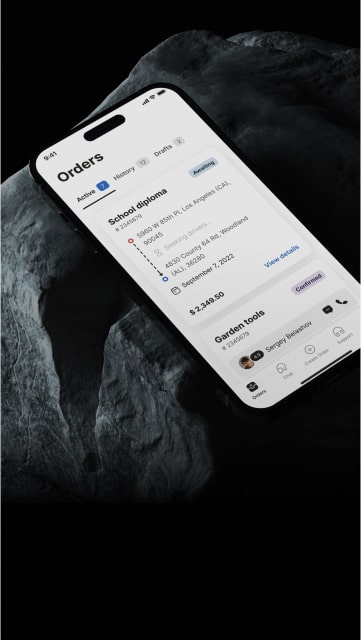 9:41
Orders
Active 7 History 12 Drafts 2
School diploma
# 2345679
Awaiting
5960 W 85th Pl, Los Angeles (CA),
90045
Seeking drivers...
4830 County 64 Rd, Woodland
(AL), 36280
September 7, 2022
$ 2,349.50
View details
Garden tools
# 2345679
Confirmed
4.9 Sergey Belashov
Orders
Chat
Create Order
Support